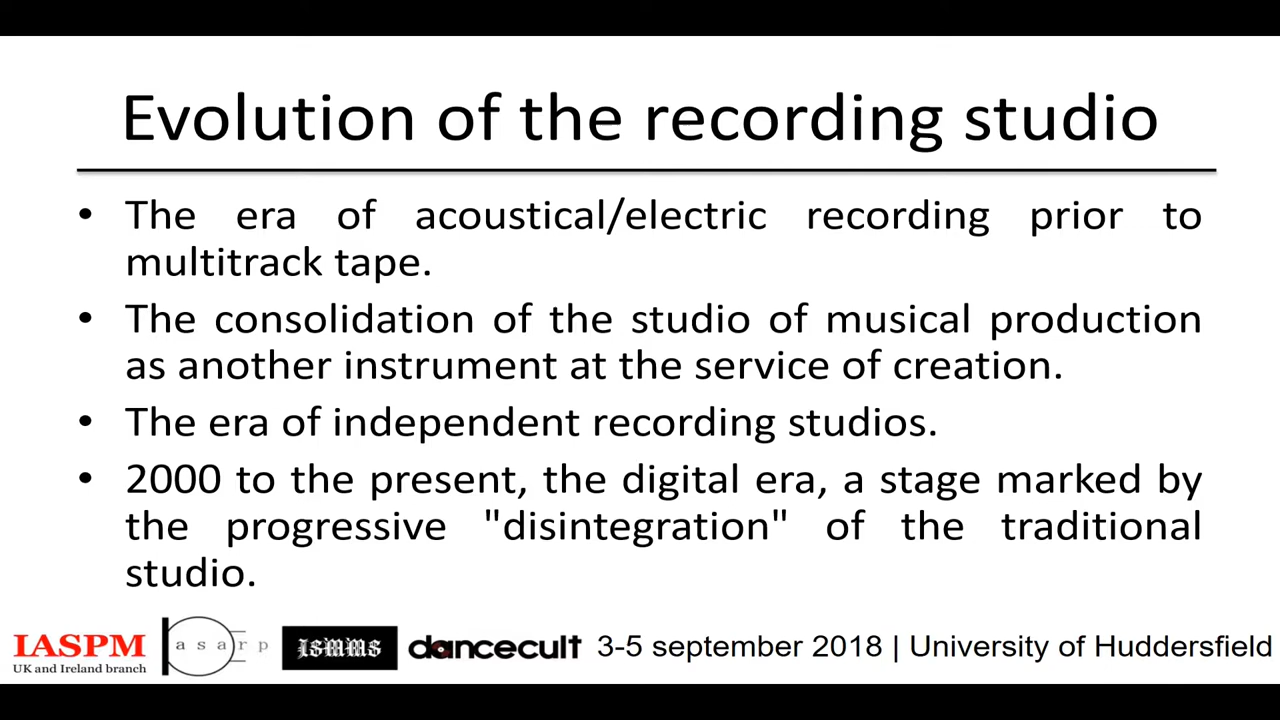 Evolution of the recording studio
• The era of acoustical/electric recording prior to
multitrack tape.
• The consolidation of the studio of musical production
as another instrument at the service of creation.
• The era of independent recording studios.
• 2000 to the present, the digital era, a stage marked by
the progressive "disintegration" of the traditional
studio.
IASPM
UK and Ireland branch
asarp
ISMMS
dancecult
3-5 september 2018 | University of Huddersfield